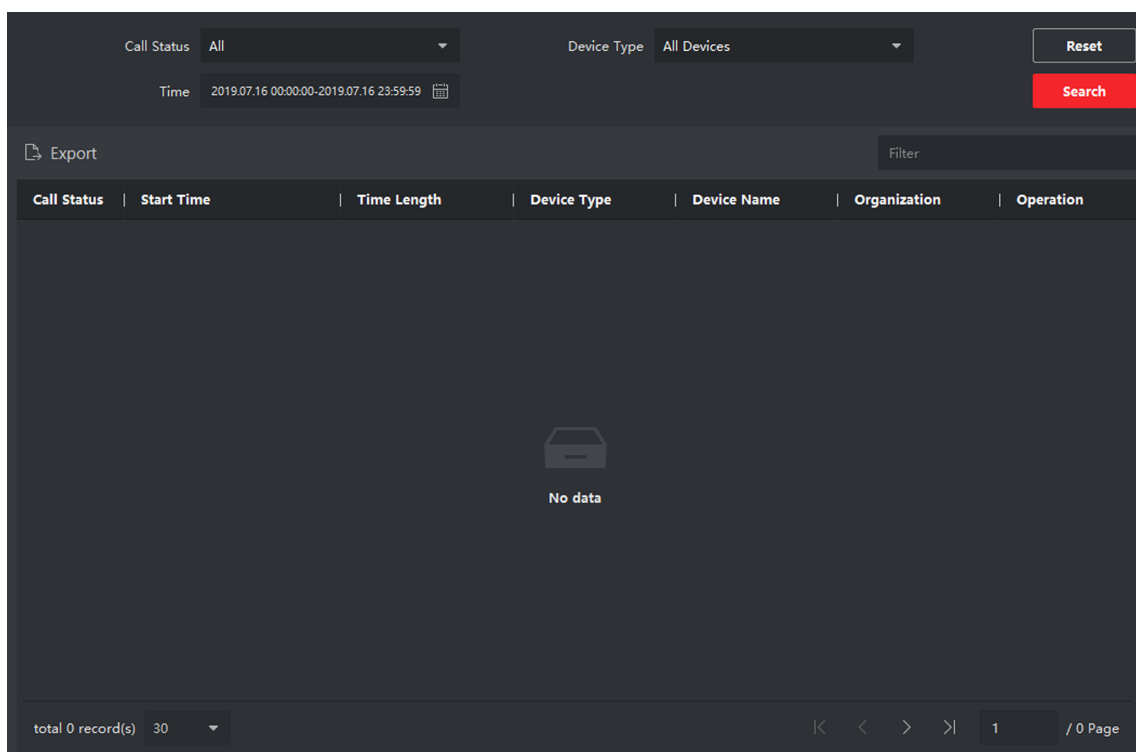 Call Status All Device Type All Devices Reset
Time 2019.07.16 00:00:00-2019.07.16 23:59:59 Search
Export Filter
Call Status | Start Time | Time Length | Device Type | Device Name | Organization | Operation
No data
total 0 record(s) 30 1 / 0 Page